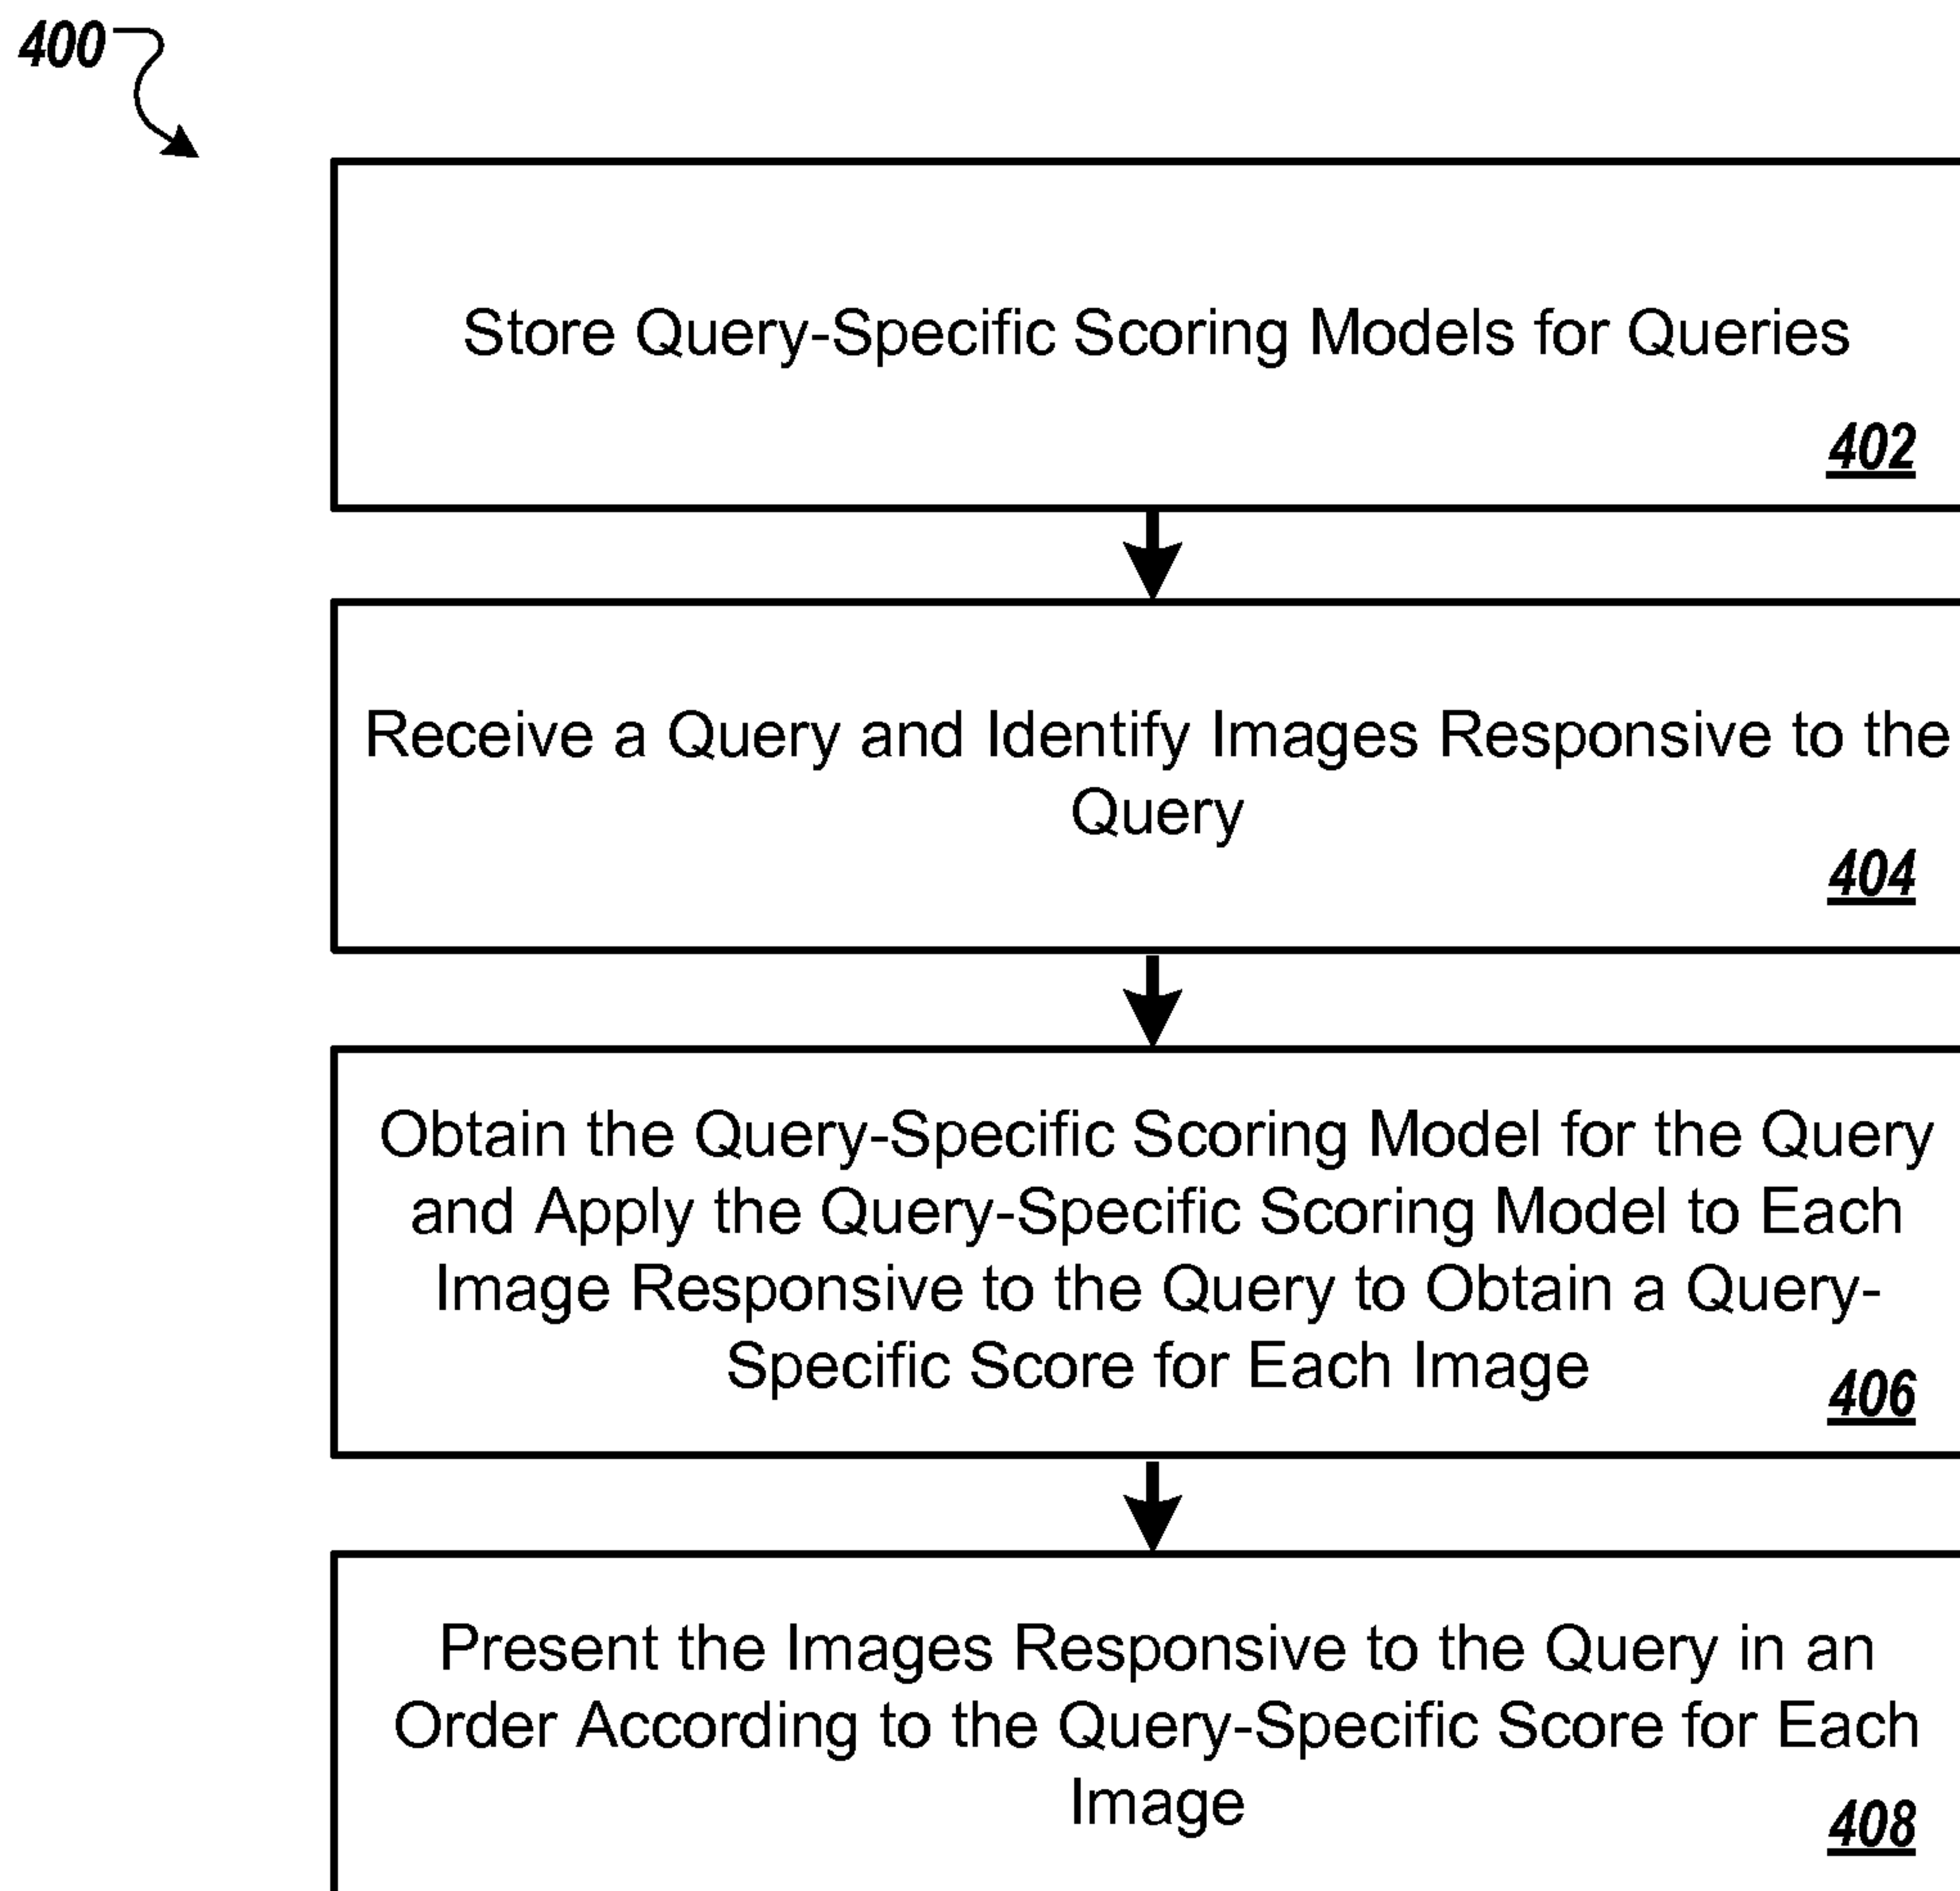 400
Store Query-Specific Scoring Models for Queries
402
Receive a Query and Identify Images Responsive to the
Query
404
Obtain the Query-Specific Scoring Model for the Query
and Apply the Query-Specific Scoring Model to Each
Image Responsive to the Query to Obtain a Query-
Specific Score for Each Image
406
Present the Images Responsive to the Query in an
Order According to the Query-Specific Score for Each
Image
408